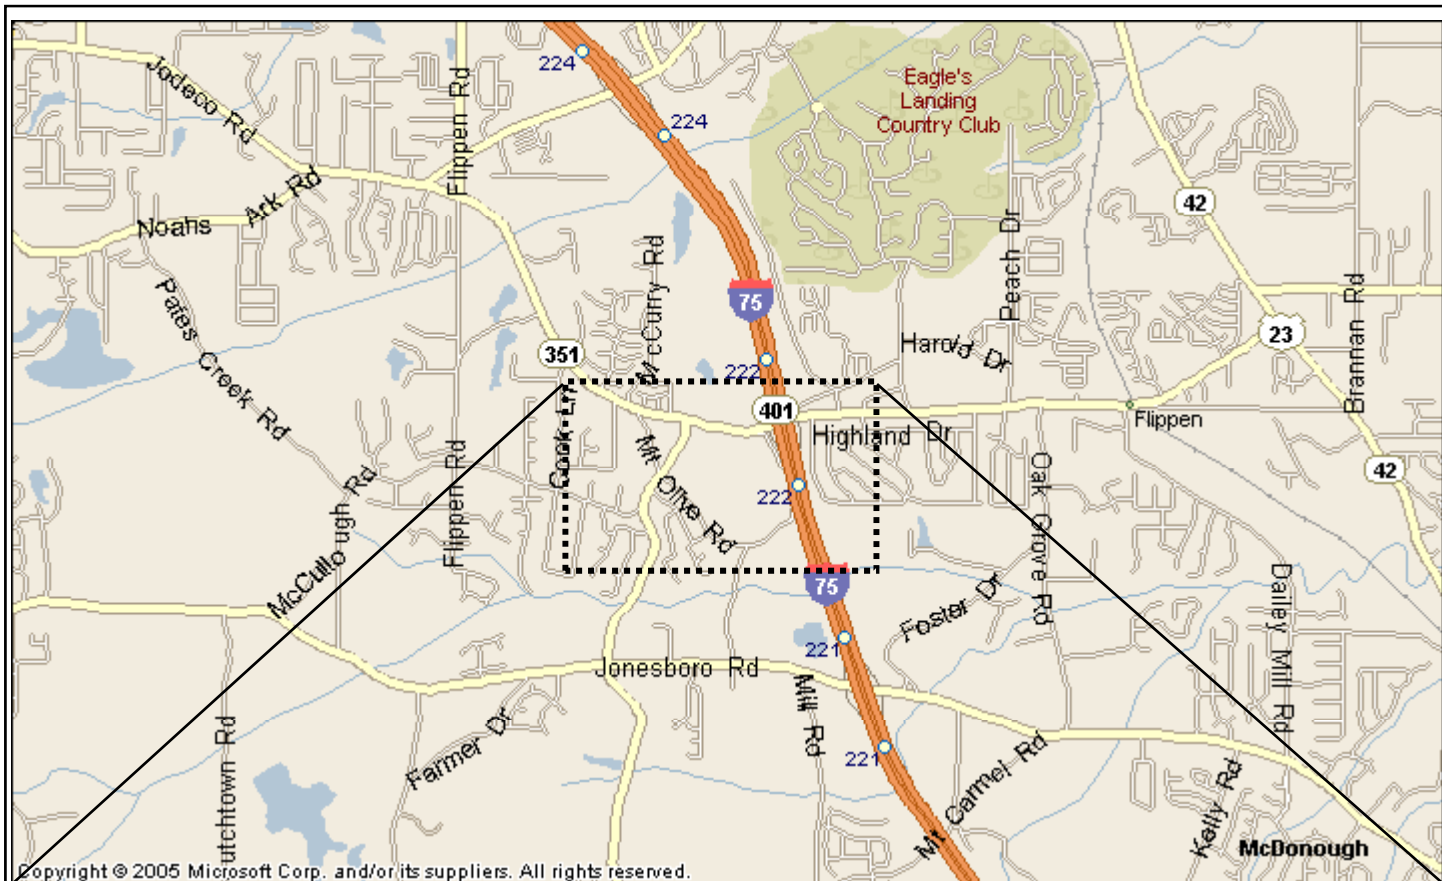 224
224
Eagle's
Landing
Country Club
Jodeco Rd
Flippen Rd
Noahs Ark Rd
42
Peach Dr
McCurry Rd
75
Brannan Rd
Pates Creek Rd
351
Harold Dr
23
222
401
Flippen
Highland Dr
Cook Ln
Mt Olive Rd
42
222
McCullough Rd
Flippen Rd
Oak Grove Rd
75
Foster Dr
Dailey Mill Rd
221
Jonesboro Rd
Mill Rd
Farmer Dr
221
Mt Carmel Rd
Kelly Rd
utchtown Rd
McDonough
Copyright © 2005 Microsoft Corp. and/or its suppliers. All rights reserved.